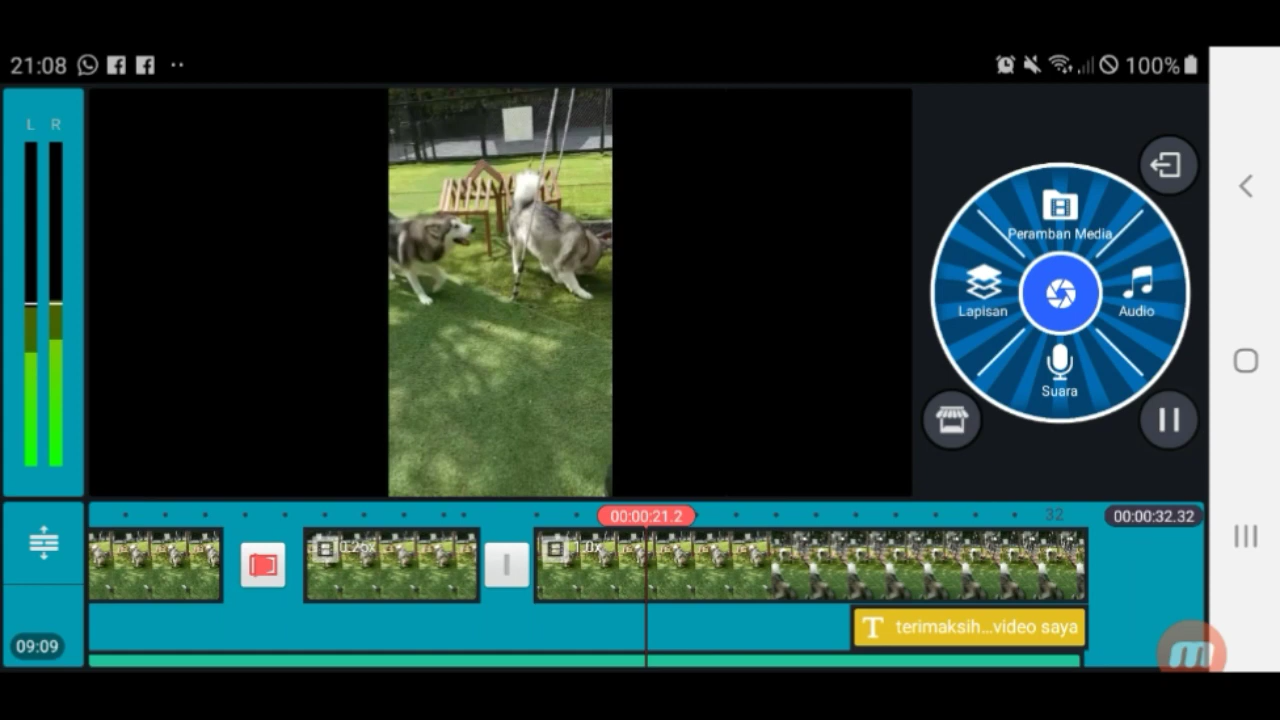 21:08
100%
L R
Peramban Media
Lapisan
Audio
Suara
00:00:21.2
32
00:00:32.32
0.25x
1.0x
T terimaksih...video saya
09:09